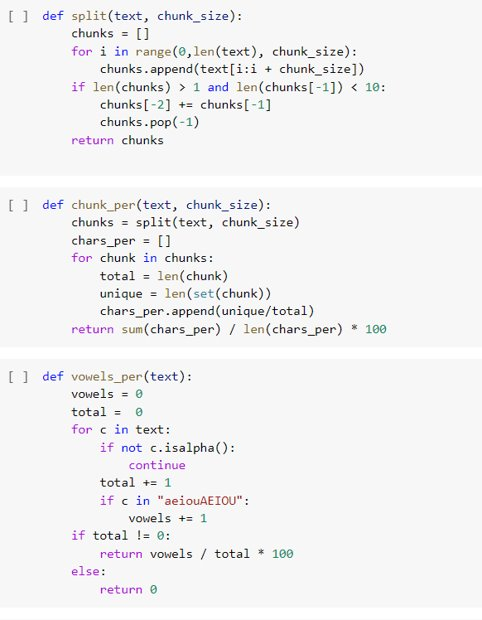 [ ] def split(text, chunk_size):
        chunks = []
        for i in range(0,len(text), chunk_size):
            chunks.append(text[i:i + chunk_size])
        if len(chunks) > 1 and len(chunks[-1]) < 10:
            chunks[-2] += chunks[-1]
            chunks.pop(-1)
        return chunks
[ ] def chunk_per(text, chunk_size):
        chunks = split(text, chunk_size)
        chars_per = []
        for chunk in chunks:
            total = len(chunk)
            unique = len(set(chunk))
            chars_per.append(unique/total)
        return sum(chars_per) / len(chars_per) * 100
[ ] def vowels_per(text):
        vowels = 0
        total =  0
        for c in text:
            if not c.isalpha():
                continue
            total += 1
            if c in "aeiouAEIOU":
                vowels += 1
        if total != 0:
            return vowels / total * 100
        else:
            return 0